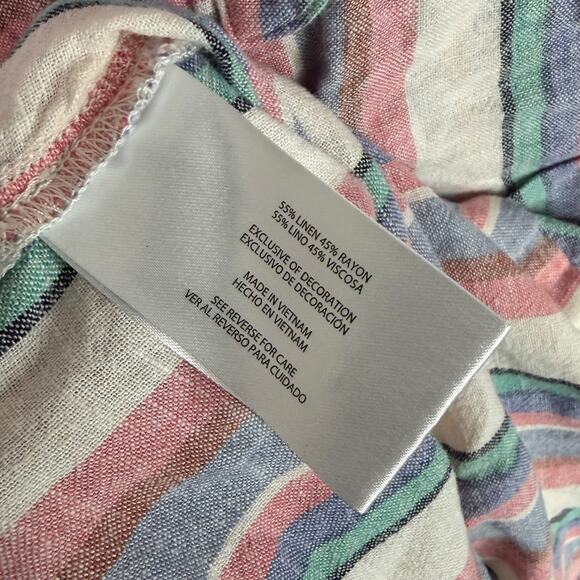 55% LINEN 45% RAYON
55% LINO 45% VISCOSA
EXCLUSIVE OF DECORATION
EXCLUSIVO DE DECORACIÓN
MADE IN VIETNAM
HECHO EN VIETNAM
SEE REVERSE FOR CARE
VER AL REVERSO PARA CUIDADO